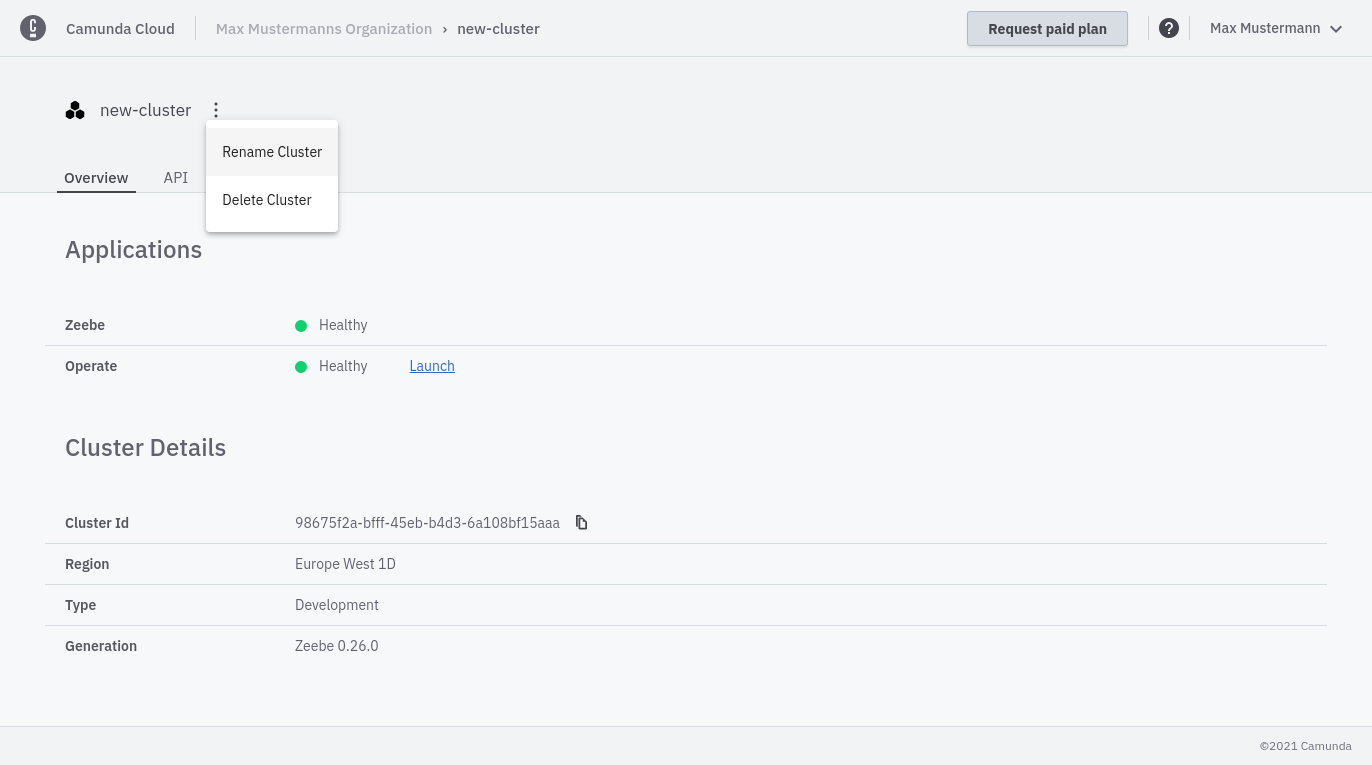 Camunda Cloud
Max Mustermanns Organization › new-cluster
Request paid plan
?
Max Mustermann
new-cluster
Rename Cluster
Delete Cluster
Overview
API
Applications
Zeebe Healthy
Operate Healthy Launch
Cluster Details
Cluster Id 98675f2a-bfff-45eb-b4d3-6a108bf15aaa
Region Europe West 1D
Type Development
Generation Zeebe 0.26.0
©2021 Camunda